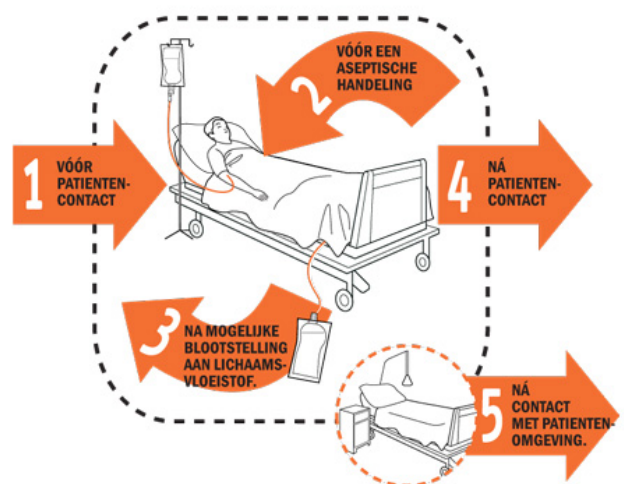 1
VÓÓR
PATIENTEN-
CONTACT
2
VÓÓR EEN
ASEPTISCHE
HANDELING
3
NA MOGELIJKE
BLOOTSTELLING
AAN LICHAAMS-
VLOEISTOF.
4
NÁ
PATIENTEN-
CONTACT
5
NÁ
CONTACT
MET PATIENTEN-
OMGEVING.